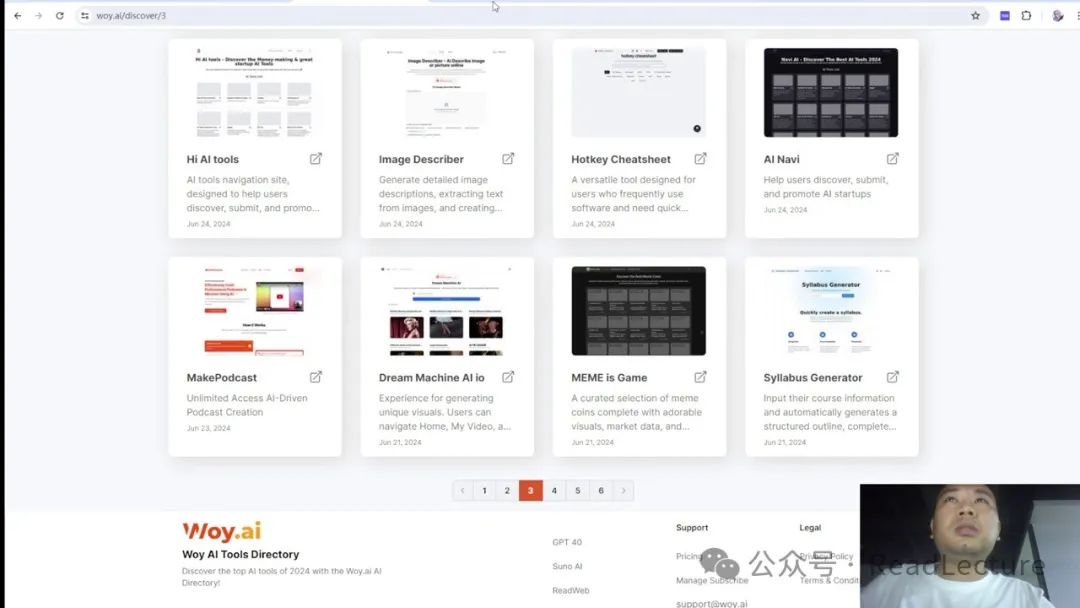 woy.ai/discover/3
Hi AI tools - Discover the Money-making & great
startup AI Tools
Image Describer - AI Describe Image
or picture online
hotkey cheatsheet
Navi AI - Discover The Best AI Tools 2024
Hi AI tools
AI tools navigation site,
designed to help users
discover, submit, and promo...
Jun 24, 2024
Image Describer
Generate detailed image
descriptions, extracting text
from images, and creating...
Jun 24, 2024
Hotkey Cheatsheet
A versatile tool designed for
users who frequently use
software and need quick...
Jun 24, 2024
AI Navi
Help users discover, submit,
and promote AI startups
Jun 24, 2024
Syllabus Generator
Quickly create a syllabus.
MakePodcast
Unlimited Access AI-Driven
Podcast Creation
Jun 23, 2024
Dream Machine AI io
Experience for generating
unique visuals. Users can
navigate Home, My Video, a...
Jun 21, 2024
MEME is Game
A curated selection of meme
coins complete with adorable
visuals, market data, and...
Jun 21, 2024
Syllabus Generator
Input their course information
and automatically generates a
structured outline, complete...
Jun 21, 2024
1 2 3 4 5 6
Woy.ai
Woy AI Tools Directory
Discover the top AI tools of 2024 with the Woy.ai AI
Directory!
GPT 4O
Suno AI
ReadWeb
Support
Pricing
Manage Subscribe
support@woy.ai
Legal
Privacy Policy
Terms & Condit
公众号 · ReadLecture